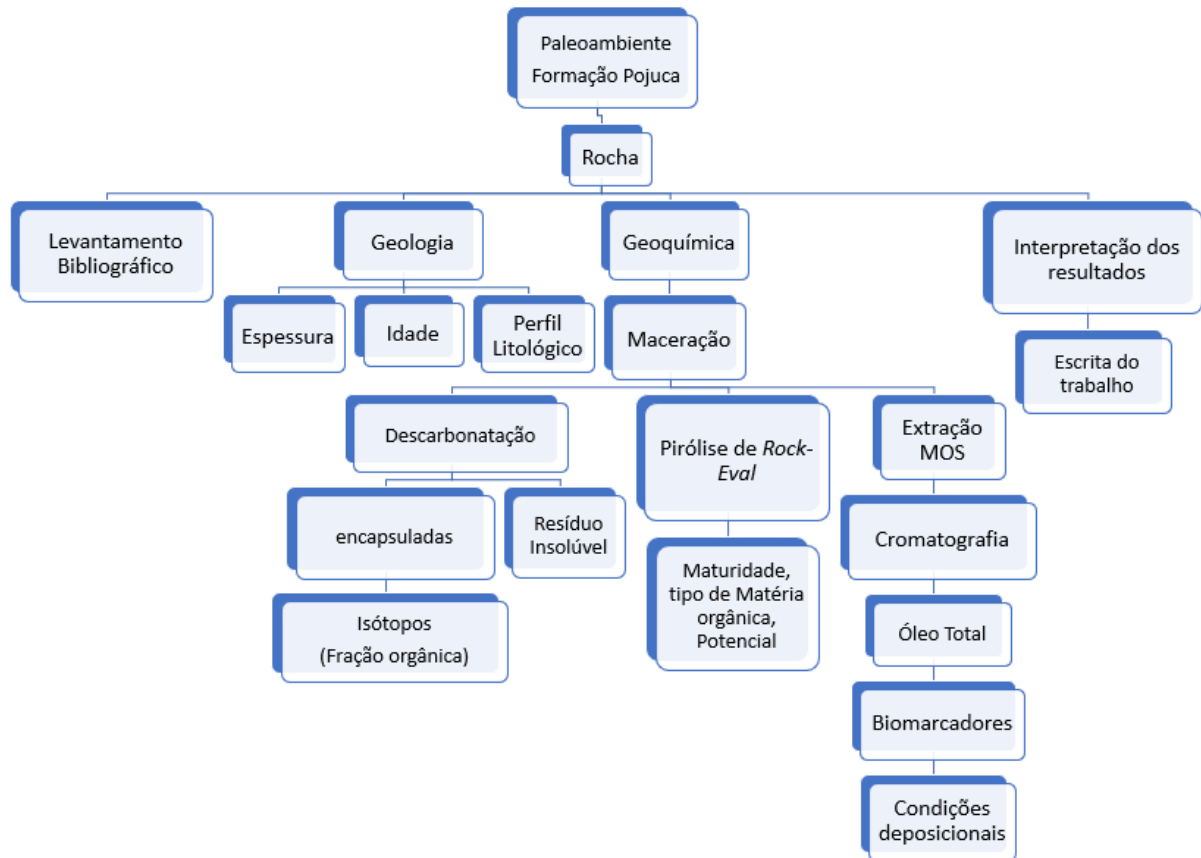 Paleoambiente
Formação Pojuca
Rocha
Levantamento
Bibliográfico
Geologia
Geoquímica
Interpretação dos
resultados
Espessura
Idade
Perfil
Litológico
Maceração
Escrita do
trabalho
Descarbonatação
Pirólise de Rock-
Eval
Extração
MOS
encapsuladas
Resíduo
Insolúvel
Cromatografia
Maturidade,
tipo de Matéria
orgânica,
Potencial
Isótopos
(Fração orgânica)
Óleo Total
Biomarcadores
Condições
deposicionais